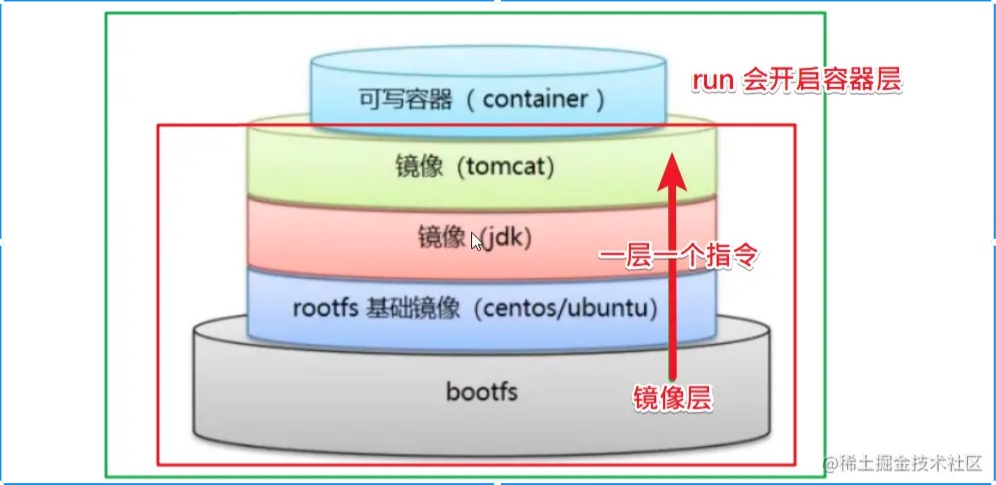 可写容器（container）
run 会开启容器层
镜像（tomcat）
镜像（jdk）
一层一个指令
rootfs 基础镜像（centos/ubuntu）
bootfs
镜像层
@稀土掘金技术社区